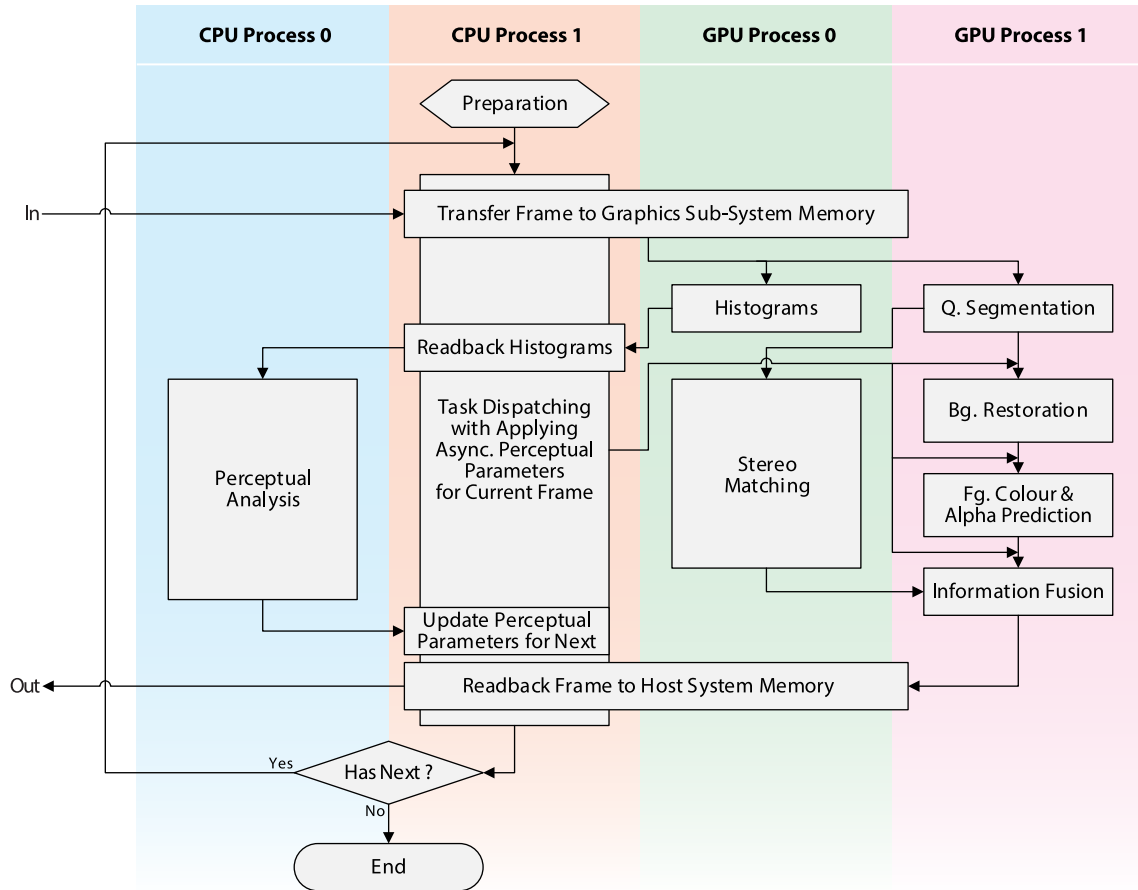 CPU Process 0
CPU Process 1
GPU Process 0
GPU Process 1
Preparation
In
Transfer Frame to Graphics Sub-System Memory
Histograms
Q. Segmentation
Readback Histograms
Perceptual
Analysis
Task Dispatching
with Applying
Async. Perceptual
Parameters
for Current Frame
Stereo
Matching
Bg. Restoration
Fg. Colour &
Alpha Prediction
Information Fusion
Update Perceptual
Parameters for Next
Out
Readback Frame to Host System Memory
Yes
Has Next ?
No
End